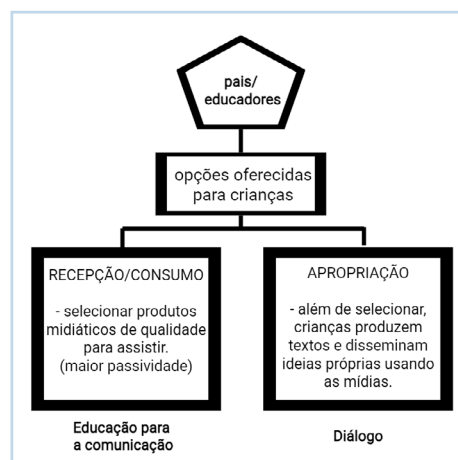 pais/
educadores
opções oferecidas
para crianças
RECEPÇÃO/CONSUMO
- selecionar produtos
midiáticos de qualidade
para assistir.
(maior passividade)
Educação para
a comunicação
APROPRIAÇÃO
- além de selecionar,
crianças produzem
textos e disseminam
ideias próprias usando
as mídias.
Diálogo